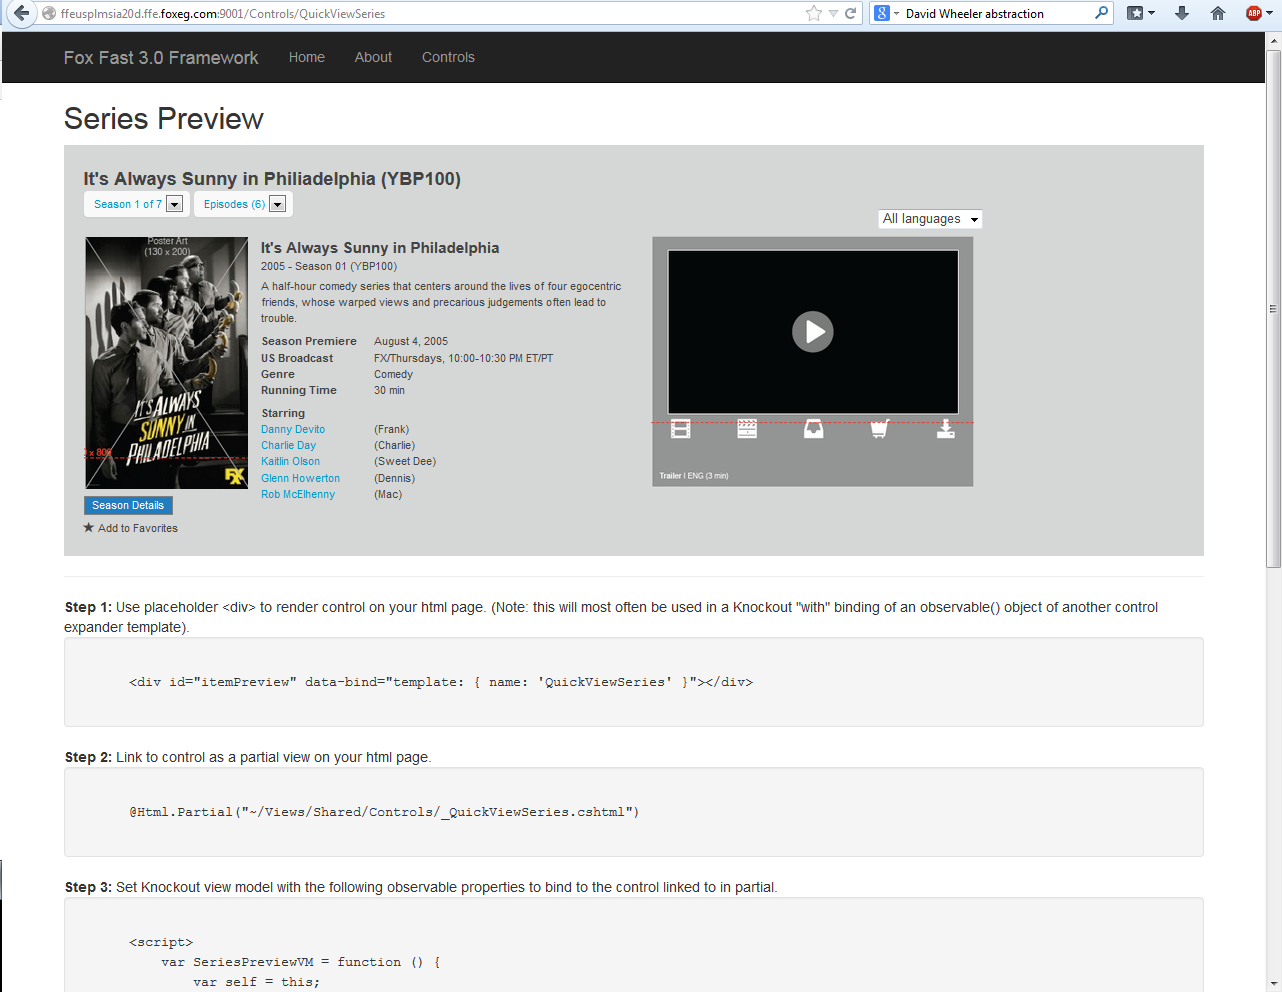 ffeusplmsia20d.ffe.foxeg.com:9001/Controls/QuickViewSeries
8
David Wheeler abstraction
ABP
Fox Fast 3.0 Framework Home About Controls
Series Preview
It's Always Sunny in Philiadelphia (YBP100)
Season 1 of 7 Episodes (6)
All languages
Poster Art
(130 x 200)
IT'S ALWAYS
SUNNY IN
PHILADELPHIA
x 800
FX
Season Details
★ Add to Favorites
It's Always Sunny in Philadelphia
2005 - Season 01 (YBP100)
A half-hour comedy series that centers around the lives of four egocentric
friends, whose warped views and precarious judgements often lead to
trouble.
Season Premiere August 4, 2005
US Broadcast FX/Thursdays, 10:00-10:30 PM ET/PT
Genre Comedy
Running Time 30 min
Starring
Danny Devito (Frank)
Charlie Day (Charlie)
Kaitlin Olson (Sweet Dee)
Glenn Howerton (Dennis)
Rob McElhenny (Mac)
Trailer I ENG (3 min)
Step 1: Use placeholder <div> to render control on your html page. (Note: this will most often be used in a Knockout "with" binding of an observable() object of another control
expander template).
<div id="itemPreview" data-bind="template: { name: 'QuickViewSeries' }"></div>
Step 2: Link to control as a partial view on your html page.
@Html.Partial("~/Views/Shared/Controls/_QuickViewSeries.cshtml")
Step 3: Set Knockout view model with the following observable properties to bind to the control linked to in partial.
<script>
var SeriesPreviewVM = function () {
var self = this;